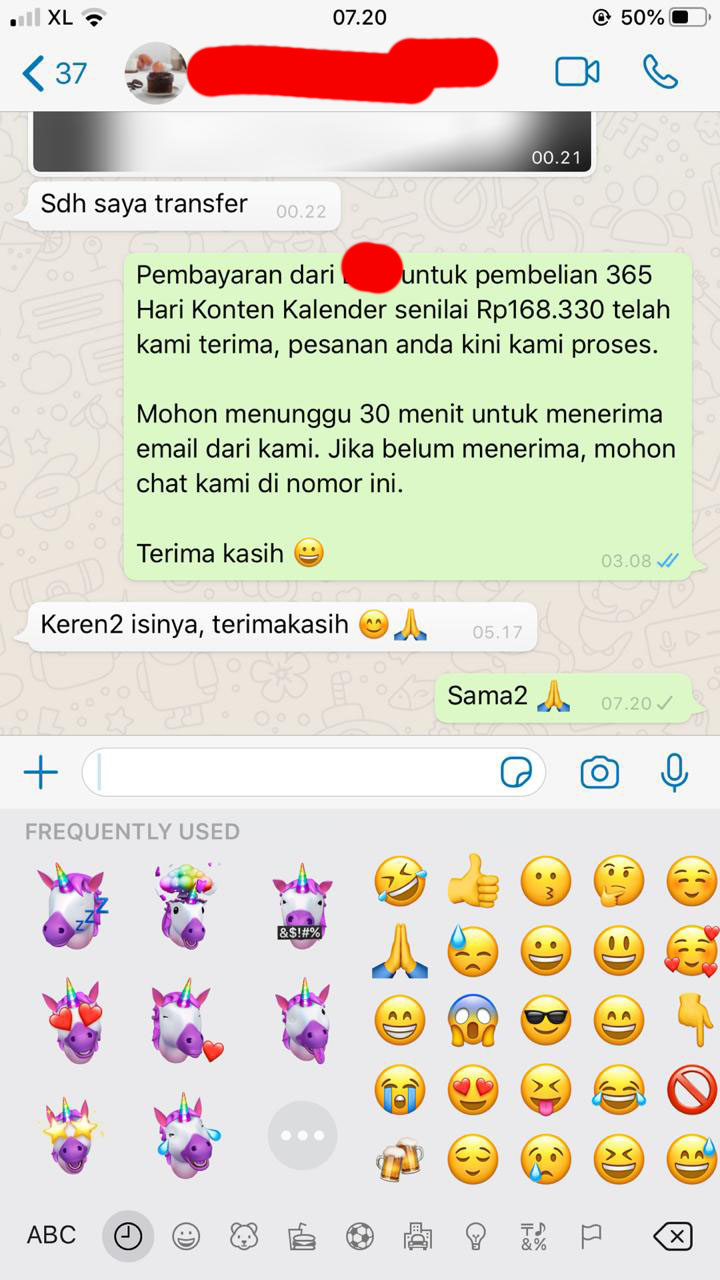 XL 07.20 50%
37
00.21
Sdh saya transfer 00.22
Pembayaran dari untuk pembelian 365
Hari Konten Kalender senilai Rp168.330 telah
kami terima, pesanan anda kini kami proses.
Mohon menunggu 30 menit untuk menerima
email dari kami. Jika belum menerima, mohon
chat kami di nomor ini.
Terima kasih 😀 03.08
Keren2 isinya, terimakasih 😊🙏 05.17
Sama2 🙏 07.20
FREQUENTLY USED
&$!#%
ABC